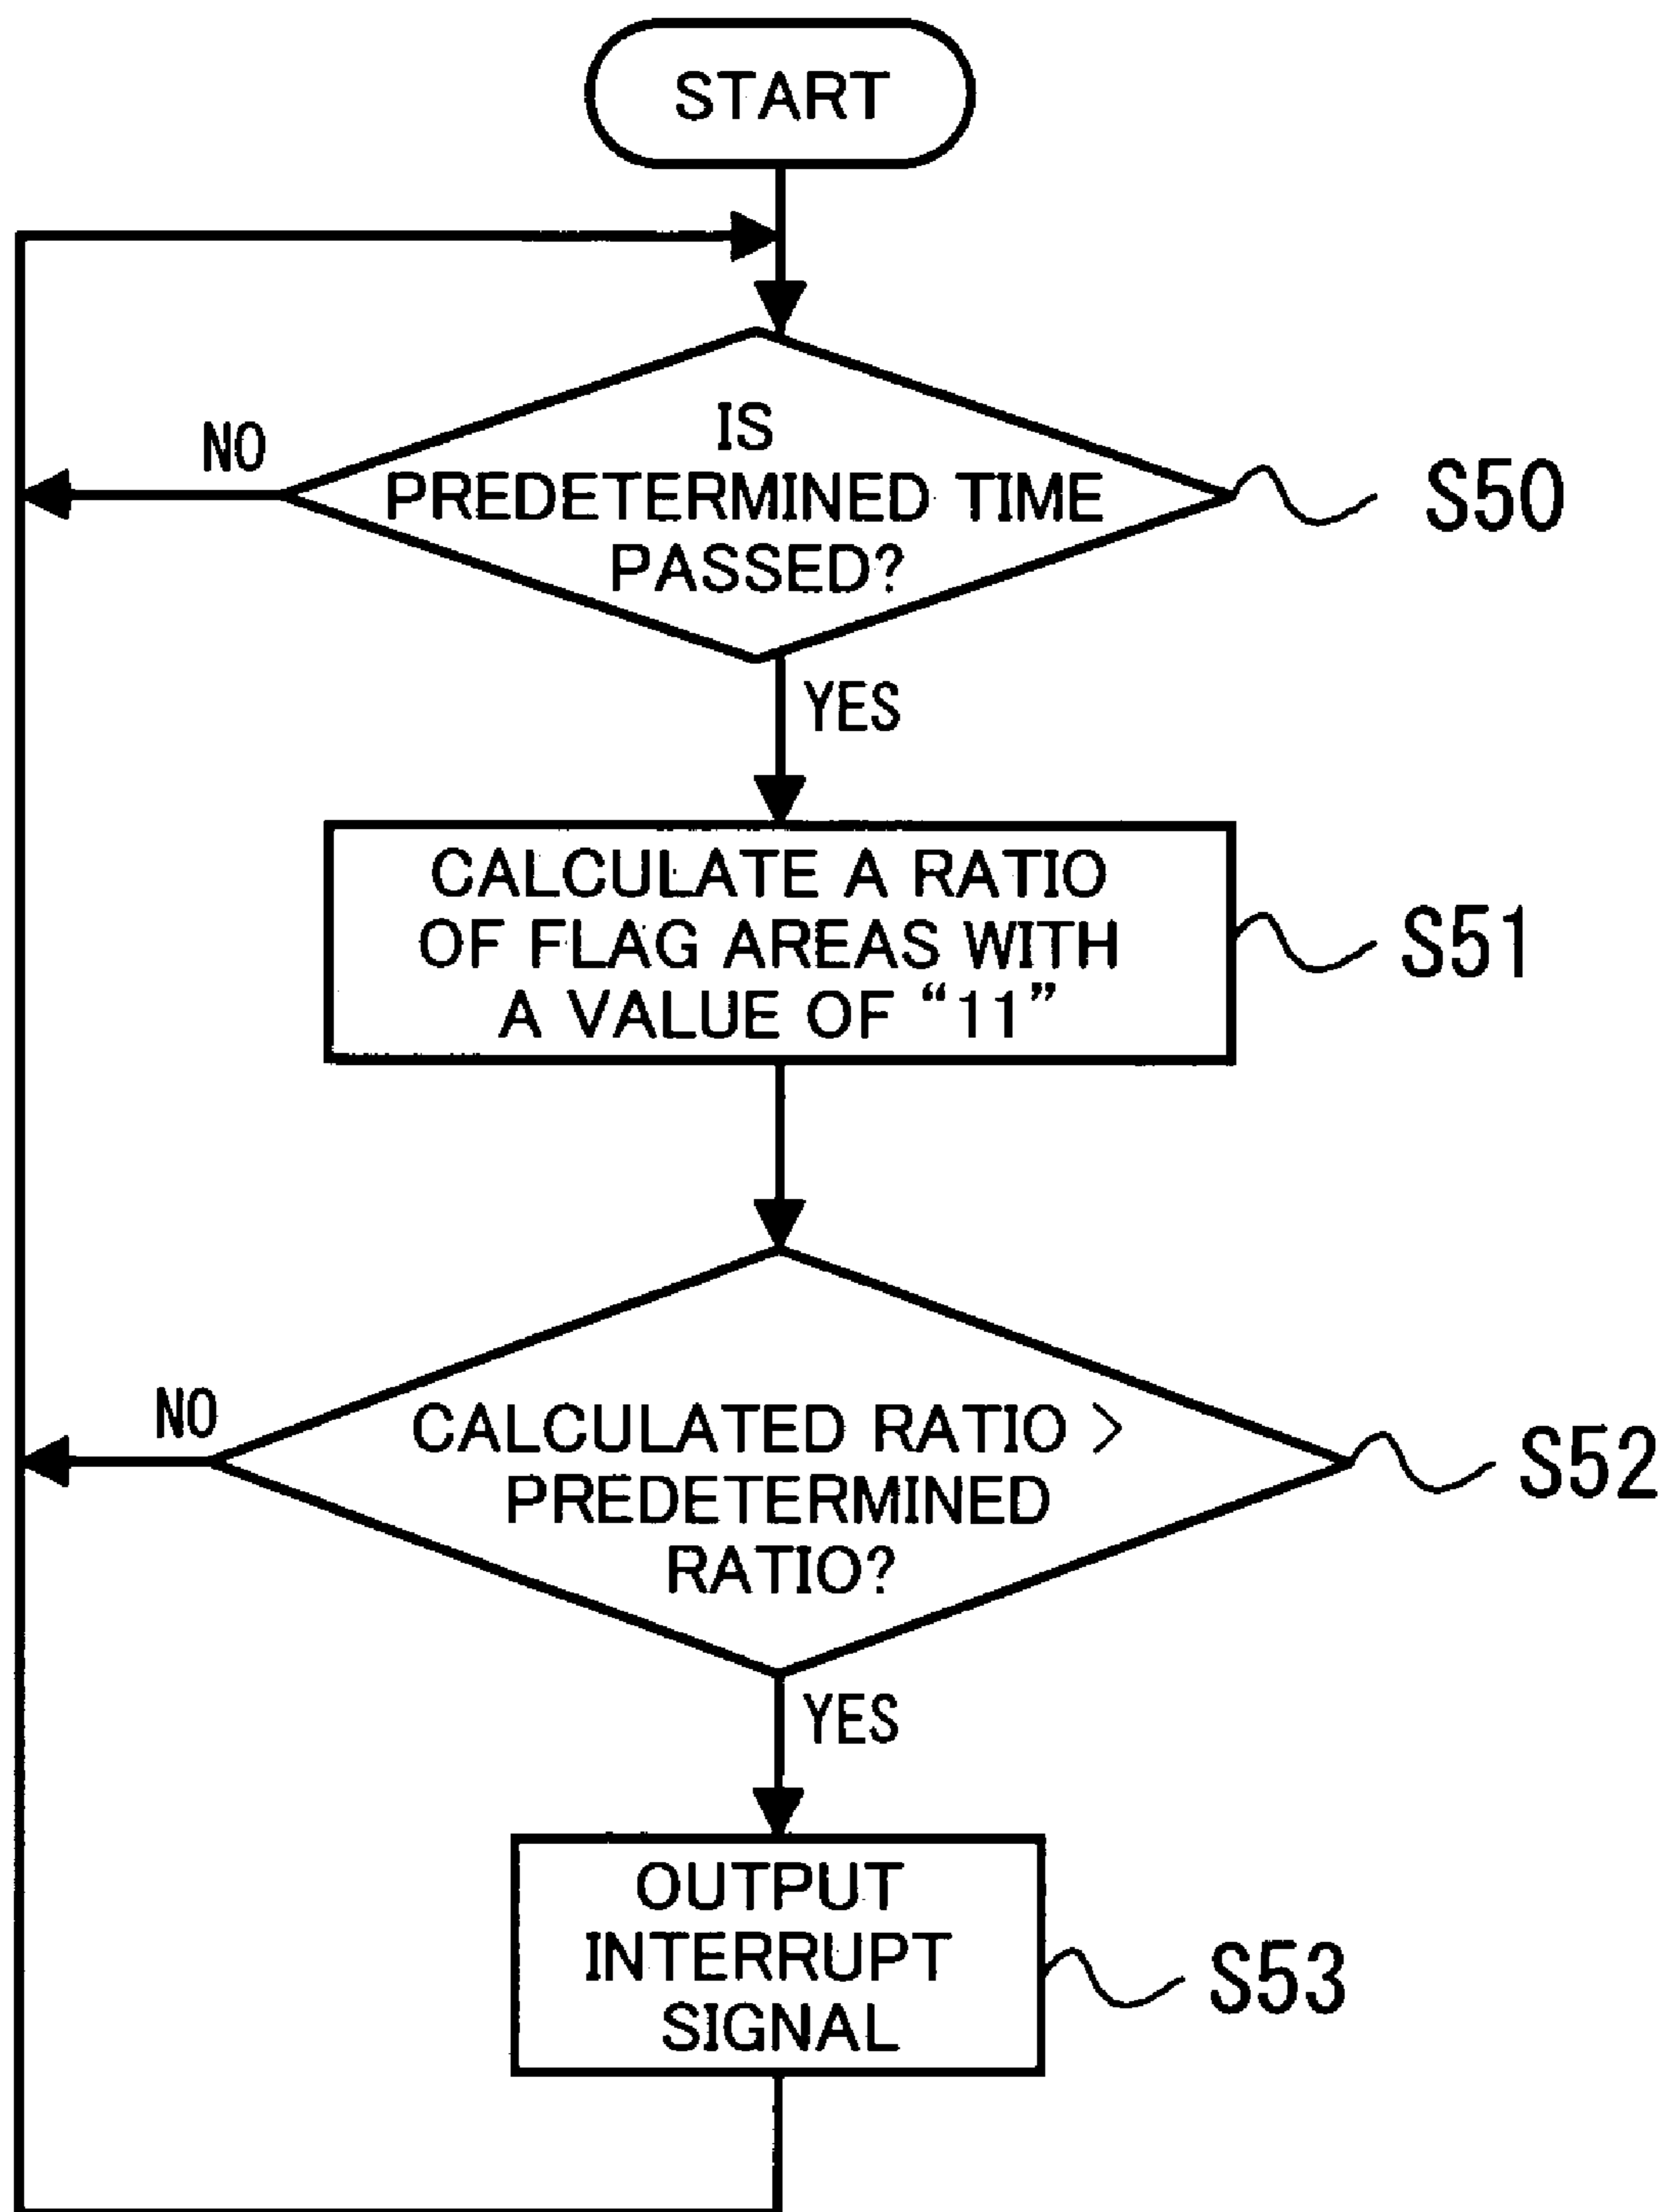 START
NO
IS
PREDETERMINED TIME
PASSED?
S50
YES
CALCULATE A RATIO
OF FLAG AREAS WITH
A VALUE OF “11”
S51
NO
CALCULATED RATIO >
PREDETERMINED
RATIO?
S52
YES
OUTPUT
INTERRUPT
SIGNAL
S53